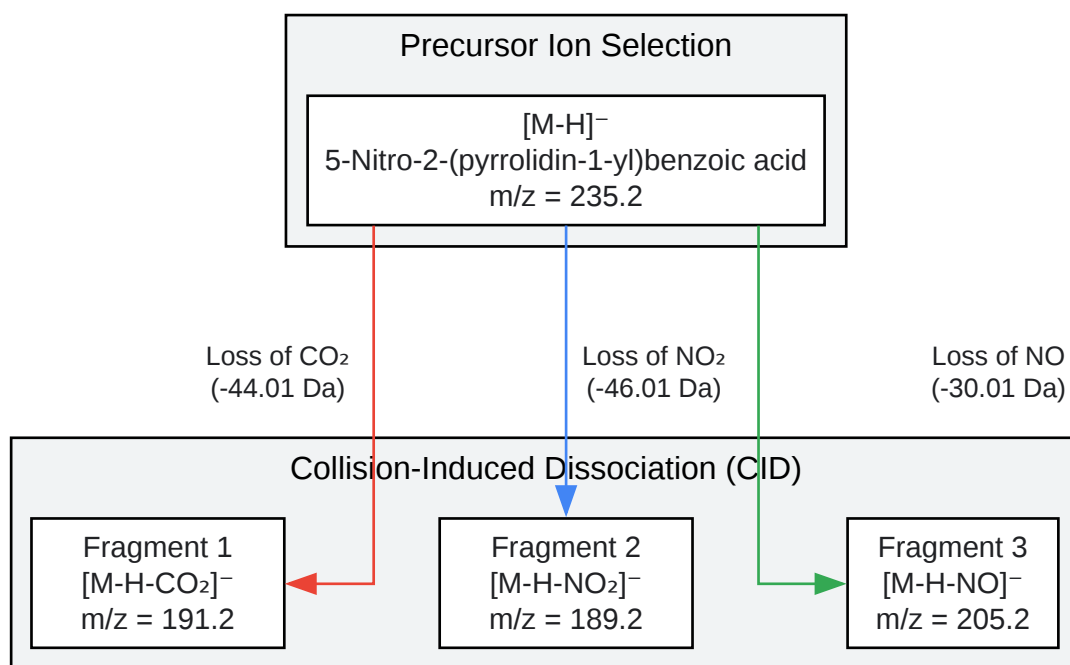 Precursor Ion Selection
[M-H]⁻
5-Nitro-2-(pyrrolidin-1-yl)benzoic acid
m/z = 235.2
Loss of CO₂
(-44.01 Da)
Loss of NO₂
(-46.01 Da)
Loss of NO
(-30.01 Da)
Collision-Induced Dissociation (CID)
Fragment 1
[M-H-CO₂]⁻
m/z = 191.2
Fragment 2
[M-H-NO₂]⁻
m/z = 189.2
Fragment 3
[M-H-NO]⁻
m/z = 205.2